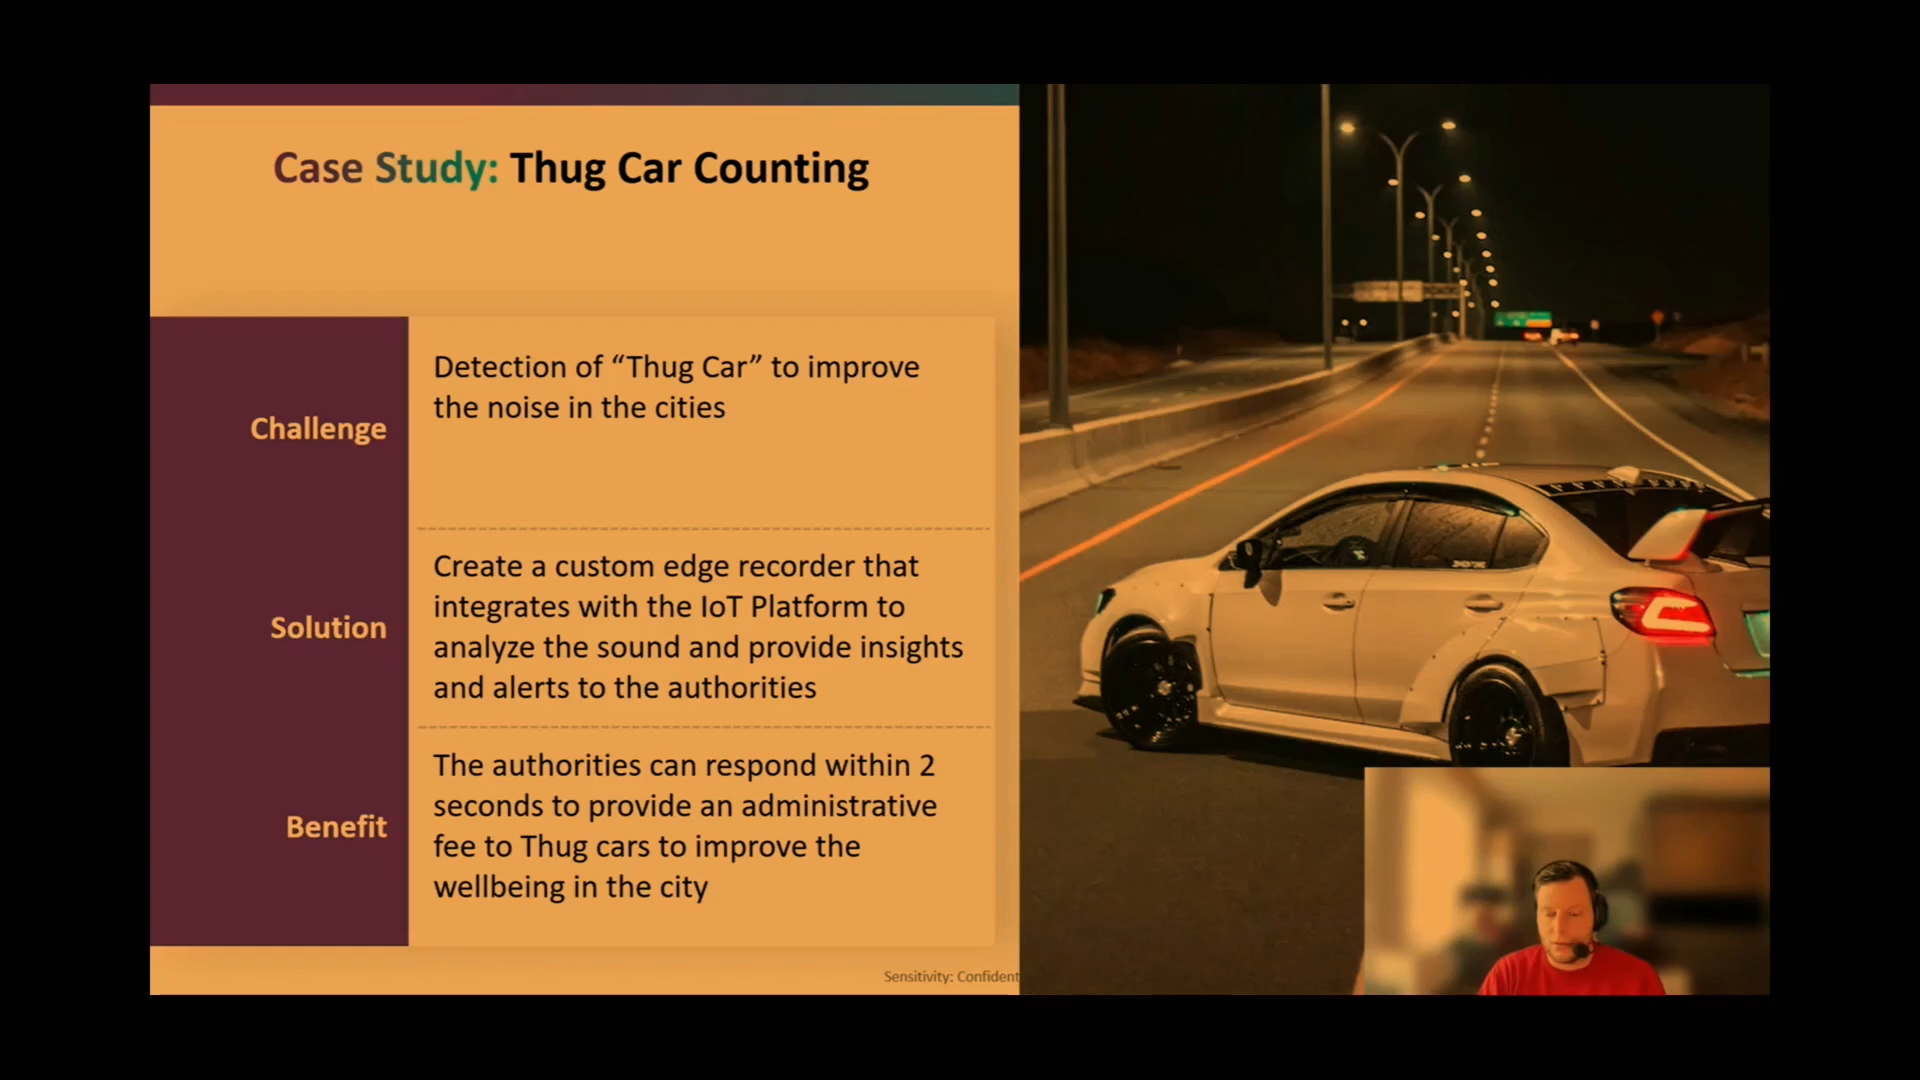 Case Study: Thug Car Counting
Challenge
Detection of “Thug Car” to improve
the noise in the cities
Solution
Create a custom edge recorder that
integrates with the IoT Platform to
analyze the sound and provide insights
and alerts to the authorities
Benefit
The authorities can respond within 2
seconds to provide an administrative
fee to Thug cars to improve the
wellbeing in the city
Sensitivity: Confident